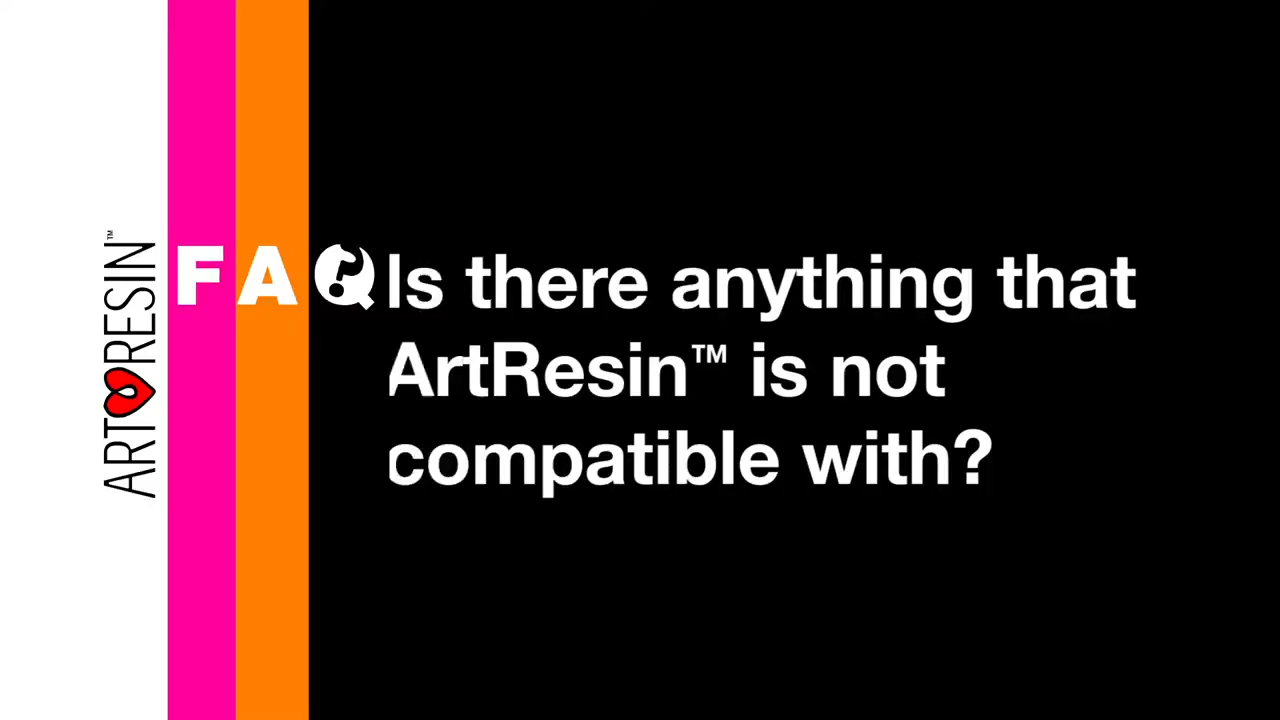 ARTRESIN™
FAQ
Is there anything that
ArtResin™ is not
compatible with?